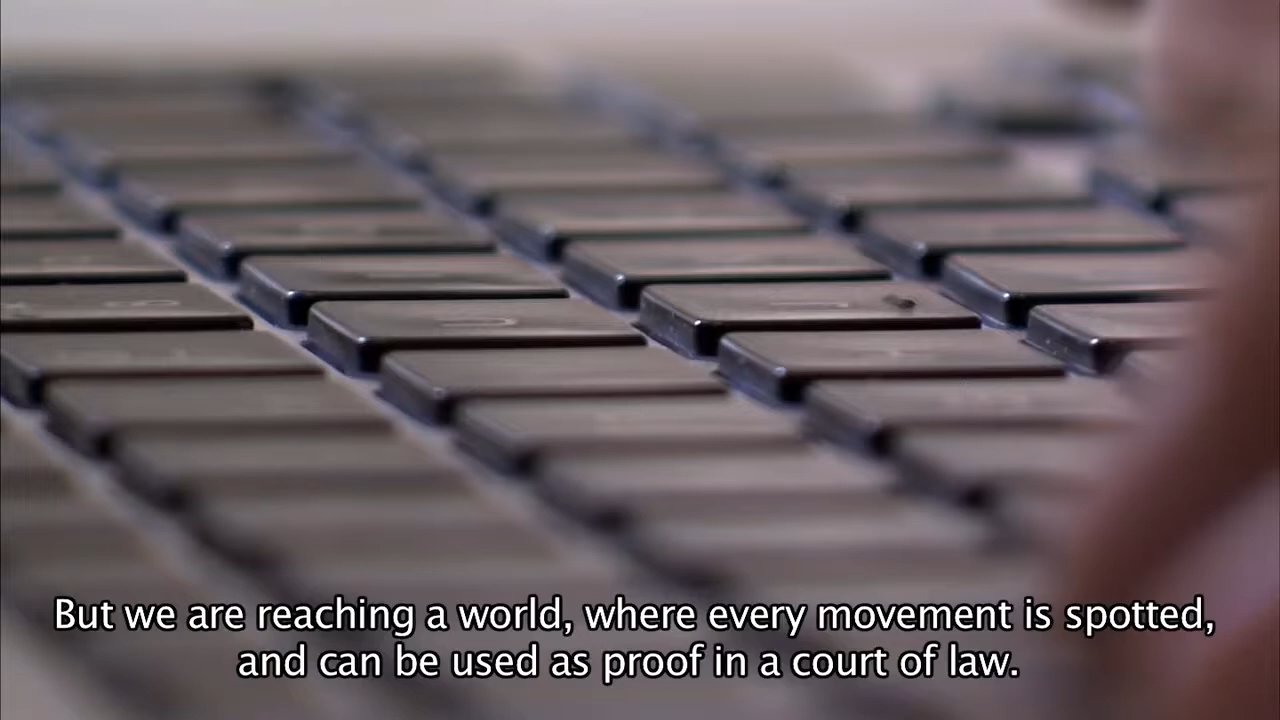 But we are reaching a world, where every movement is spotted,
and can be used as proof in a court of law.